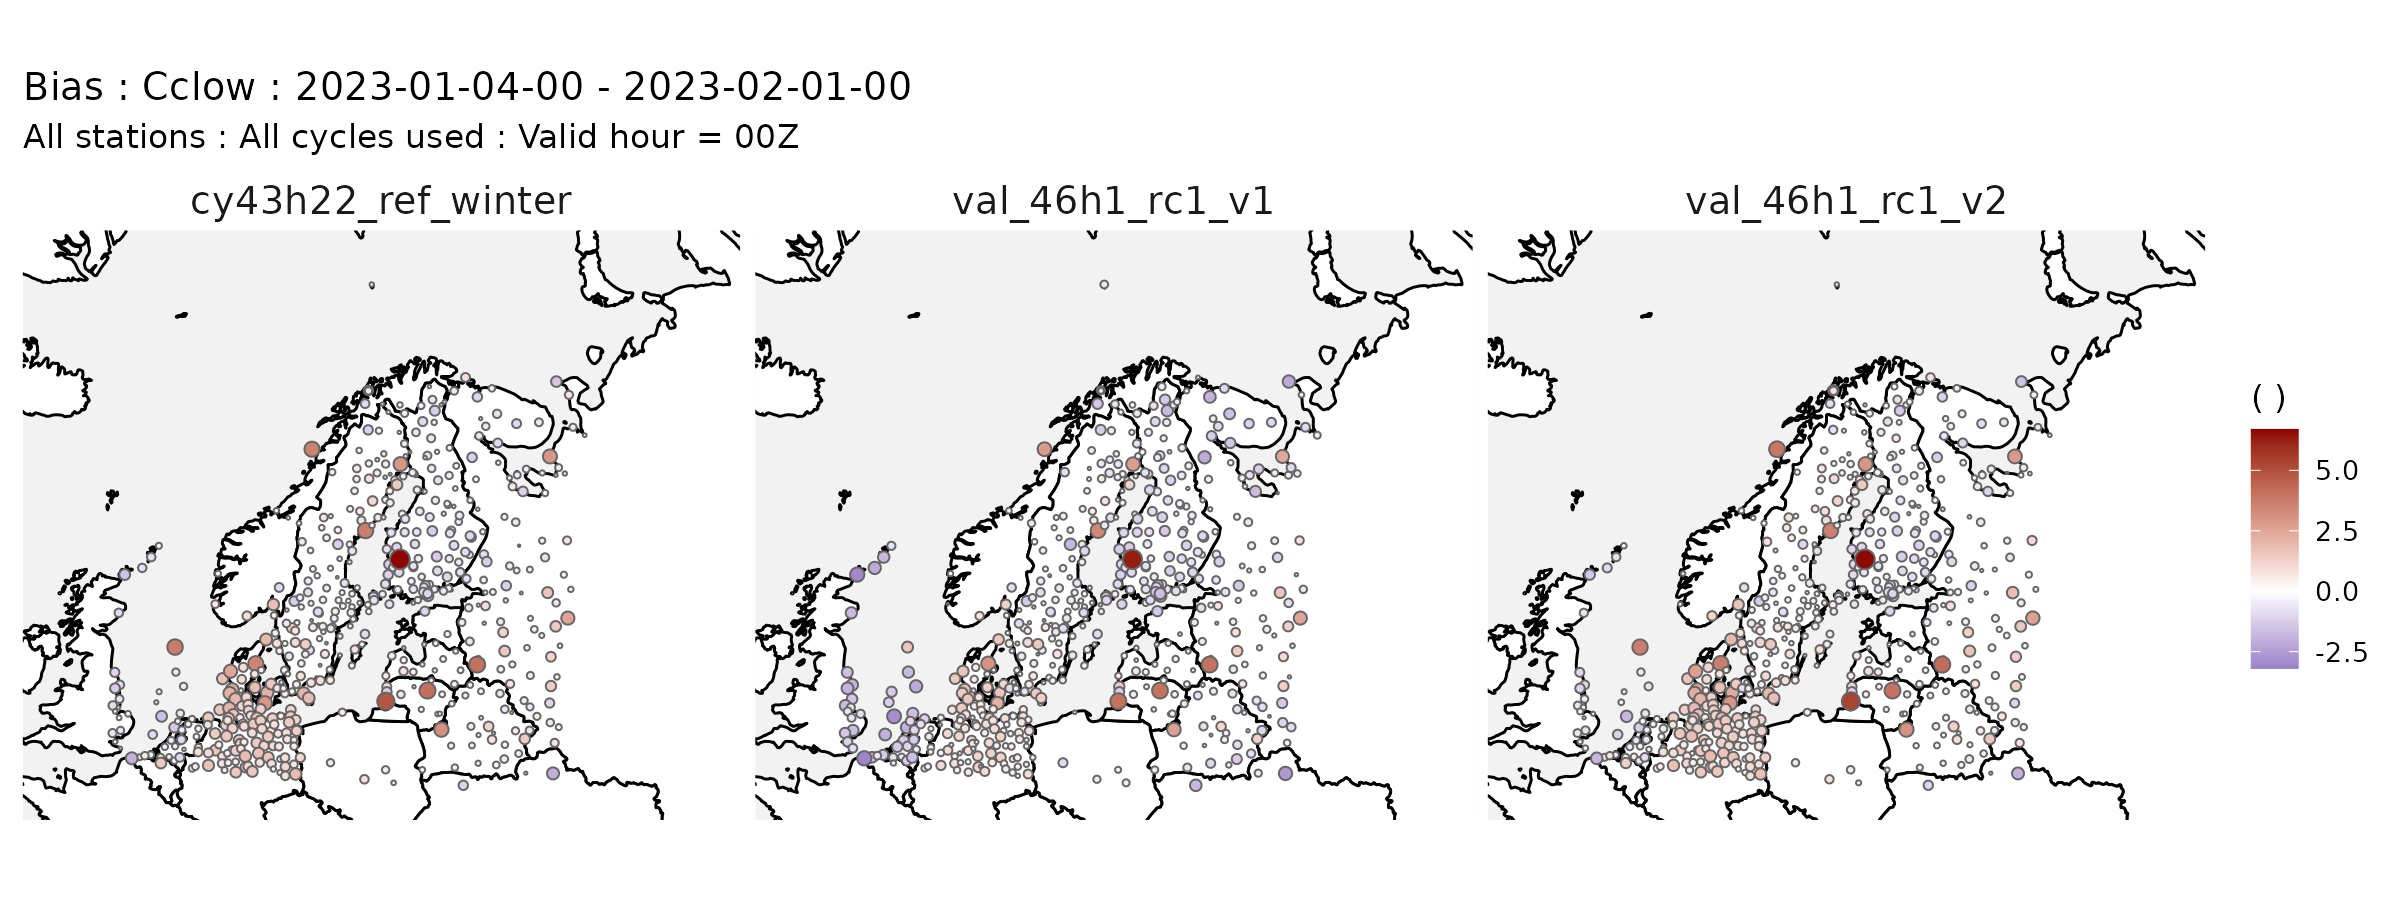 Bias : Cclow : 2023-01-04-00 - 2023-02-01-00
All stations : All cycles used : Valid hour = 00Z
cy43h22_ref_winter
val_46h1_rc1_v1
val_46h1_rc1_v2
( )
5.0
2.5
0.0
-2.5